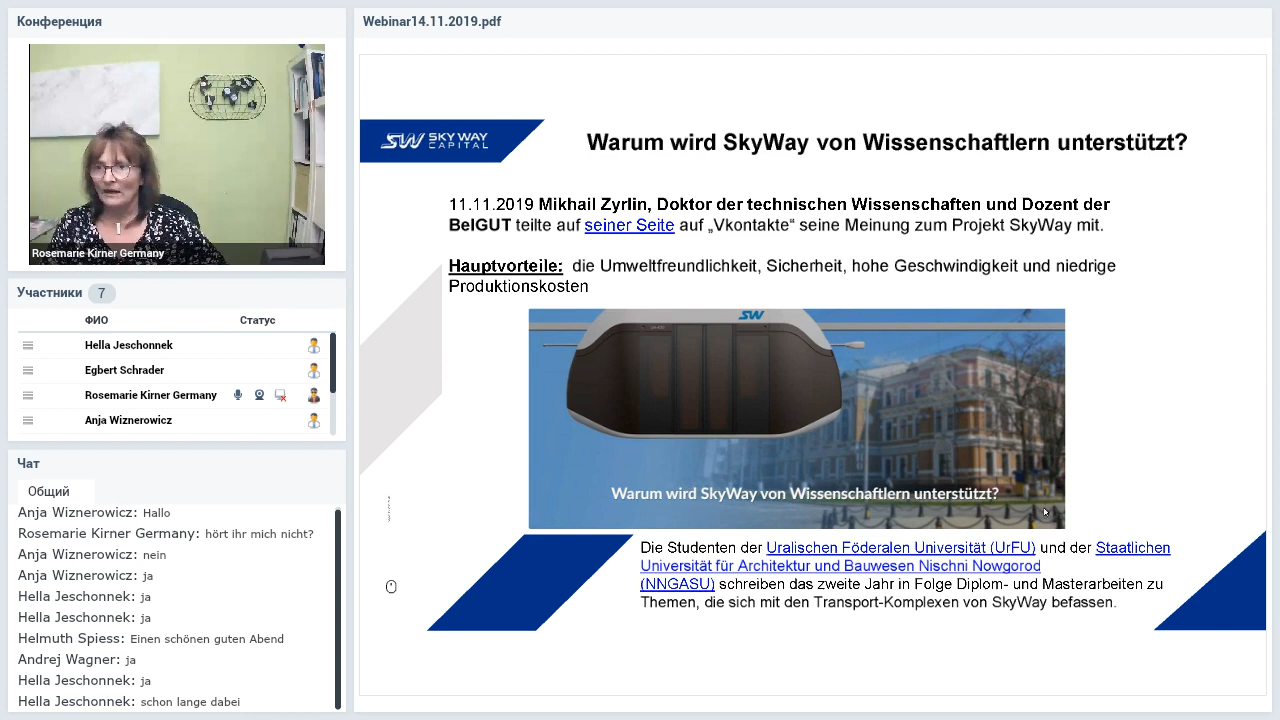 Конференция
Rosemarie Kirner Germany
Участники 7
ФИО Статус
Hella Jeschonnek
Egbert Schrader
Rosemarie Kirner Germany
Anja Wiznerowicz
Чат
Общий
Anja Wiznerowicz: Hallo
Rosemarie Kirner Germany: hört ihr mich nicht?
Anja Wiznerowicz: nein
Anja Wiznerowicz: ja
Hella Jeschonnek: ja
Hella Jeschonnek: ja
Helmuth Spiess: Einen schönen guten Abend
Andrej Wagner: ja
Hella Jeschonnek: ja
Hella Jeschonnek: schon lange dabei
Webinar14.11.2019.pdf
SW SKY WAY
CAPITAL
Warum wird SkyWay von Wissenschaftlern unterstützt?
11.11.2019 Mikhail Zyrlin, Doktor der technischen Wissenschaften und Dozent der
BelGUT teilte auf seiner Seite auf „Vkontakte“ seine Meinung zum Projekt SkyWay mit.
Hauptvorteile: die Umweltfreundlichkeit, Sicherheit, hohe Geschwindigkeit und niedrige
Produktionskosten
SW
Warum wird SkyWay von Wissenschaftlern unterstützt?
Die Studenten der Uralischen Föderalen Universität (UrFU) und der Staatlichen
Universität für Architektur und Bauwesen Nischni Nowgorod
(NNGASU) schreiben das zweite Jahr in Folge Diplom- und Masterarbeiten zu
Themen, die sich mit den Transport-Komplexen von SkyWay befassen.